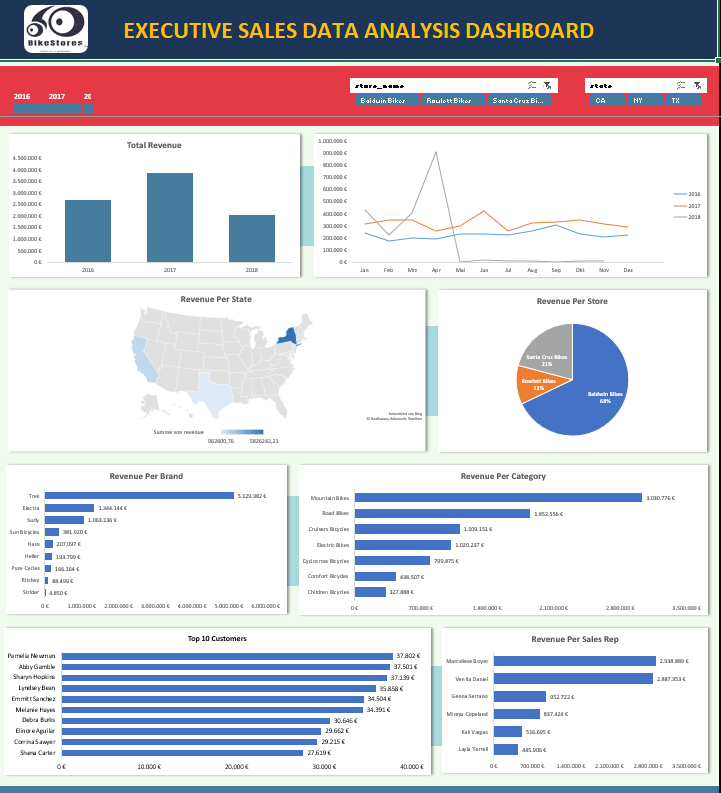 BikeStores
EXECUTIVE SALES DATA ANALYSIS DASHBOARD
2016 2017 20
store_name
Baldwin Bikes Rowlett Bikes Santa Cruz Bi...
state
CA NY TX
Total Revenue
4.500.000 €
4.000.000 €
3.500.000 €
3.000.000 €
2.500.000 €
2.000.000 €
1.500.000 €
1.000.000 €
500.000 €
0 €
2016 2017 2018
1.000.000 €
900.000 €
800.000 €
700.000 €
600.000 €
500.000 €
400.000 €
300.000 €
200.000 €
100.000 €
0 €
Jan Feb Mrz Apr Mai Jun Jul Aug Sep Okt Nov Dez
2016
2017
2018
Revenue Per State
Summe von revenue
962600,76 5826242,21
Unterstützt von Bing
© GeoNames, Microsoft, TomTom
Revenue Per Store
Santa Cruz Bikes
21%
Rowlett Bikes
11%
Baldwin Bikes
68%
Revenue Per Brand
Trek 5.129.382 €
Electra 1.344.144 €
Surly 1.063.136 €
Sun Bicycles 381.920 €
Haro 207.097 €
Heller 193.799 €
Pure Cycles 166.164 €
Ritchey 88.499 €
Strider 4.850 €
0 € 1.000.000 € 2.000.000 € 3.000.000 € 4.000.000 € 5.000.000 € 6.000.000 €
Revenue Per Category
Mountain Bikes 3.030.776 €
Road Bikes 1.852.556 €
Cruisers Bicycles 1.109.151 €
Electric Bikes 1.020.237 €
Cyclocross Bicycles 799.875 €
Comfort Bicycles 438.507 €
Children Bicycles 327.888 €
0 € 700.000 € 1.400.000 € 2.100.000 € 2.800.000 € 3.500.000 €
Top 10 Customers
Pamelia Newman 37.802 €
Abby Gamble 37.501 €
Sharyn Hopkins 37.139 €
Lyndsey Bean 35.858 €
Emmitt Sanchez 34.504 €
Melanie Hayes 34.391 €
Debra Burks 30.646 €
Elinore Aguilar 29.662 €
Corrina Sawyer 29.215 €
Shena Carter 27.619 €
0 € 10.000 € 20.000 € 30.000 € 40.000 €
Revenue Per Sales Rep
Marcelene Boyer 2.938.889 €
Venita Daniel 2.887.353 €
Genna Serrano 952.722 €
Mireya Copeland 837.424 €
Kali Vargas 516.695 €
Layla Terrell 445.906 €
0 € 700.000 € 1.400.000 € 2.100.000 € 2.800.000 € 3.500.000 €